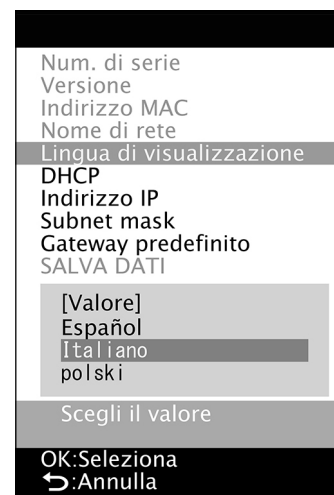 Num. di serie
Versione
Indirizzo MAC
Nome di rete
Lingua di visualizzazione
DHCP
Indirizzo IP
Subnet mask
Gateway predefinito
SALVA DATI
[Valore]
Español
Italiano
polski
Scegli il valore
OK:Seleziona
⮌:Annulla